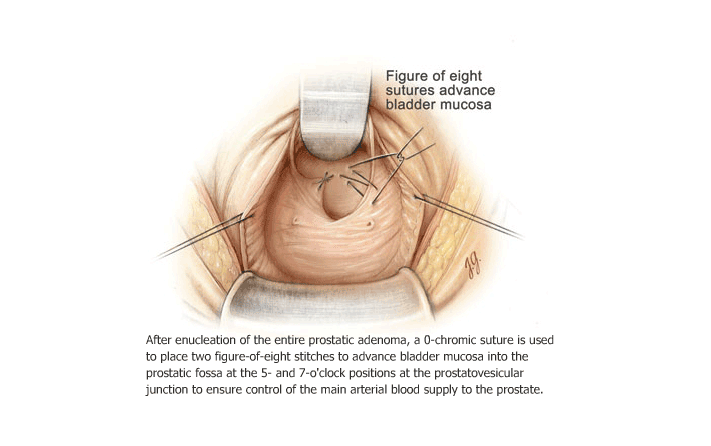 Figure of eight
sutures advance
bladder mucosa
J.G.
After enucleation of the entire prostatic adenoma, a 0-chromic suture is used
to place two figure-of-eight stitches to advance bladder mucosa into the
prostatic fossa at the 5- and 7-o'clock positions at the prostatovesicular
junction to ensure control of the main arterial blood supply to the prostate.